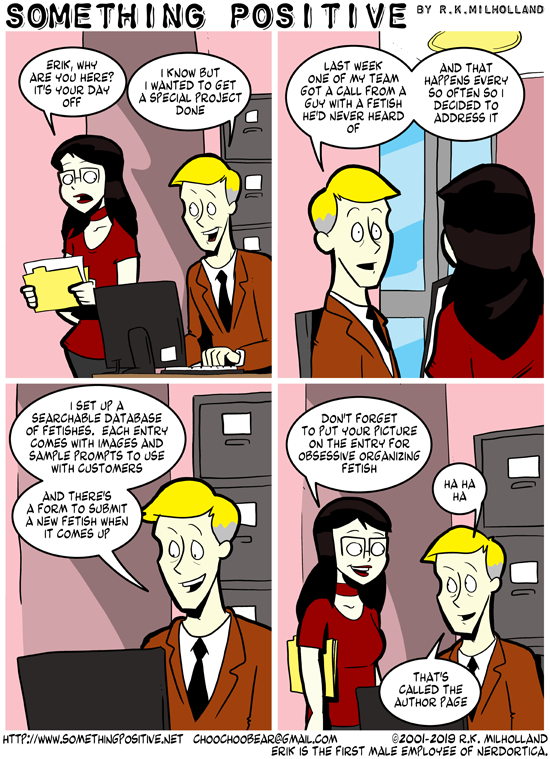 SOMETHING POSITIVE BY R.K.MILHOLLAND
ERIK, WHY
ARE YOU HERE?
IT'S YOUR DAY
OFF
I KNOW BUT
I WANTED TO GET
A SPECIAL PROJECT
DONE
LAST WEEK
ONE OF MY TEAM
GOT A CALL FROM A
GUY WITH A FETISH
HE'D NEVER HEARD
OF
AND THAT
HAPPENS EVERY
SO OFTEN SO I
DECIDED TO
ADDRESS IT
I SET UP A
SEARCHABLE DATABASE
OF FETISHES. EACH ENTRY
COMES WITH IMAGES AND
SAMPLE PROMPTS TO USE
WITH CUSTOMERS
AND THERE'S
A FORM TO SUBMIT
A NEW FETISH WHEN
IT COMES UP
DON'T FORGET
TO PUT YOUR PICTURE
ON THE ENTRY FOR
OBSESSIVE ORGANIZING
FETISH
HA HA
HA
THAT'S
CALLED THE
AUTHOR PAGE
HTTP://WWW.SOMETHINGPOSITIVE.NET CHOOCHOOBEAR@GMAIL.COM ©2001-2019 R.K. MILHOLLAND
ERIK IS THE FIRST MALE EMPLOYEE OF NERDORTICA.